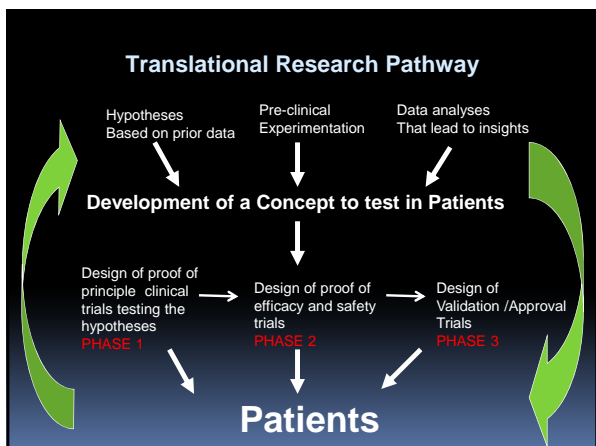 Translational Research Pathway
Hypotheses
Based on prior data
Pre-clinical
Experimentation
Data analyses
That lead to insights
Development of a Concept to test in Patients
Design of proof of
principle clinical
trials testing the
hypotheses
PHASE 1
Design of proof of
efficacy and safety
trials
PHASE 2
Design of
Validation /Approval
Trials
PHASE 3
Patients